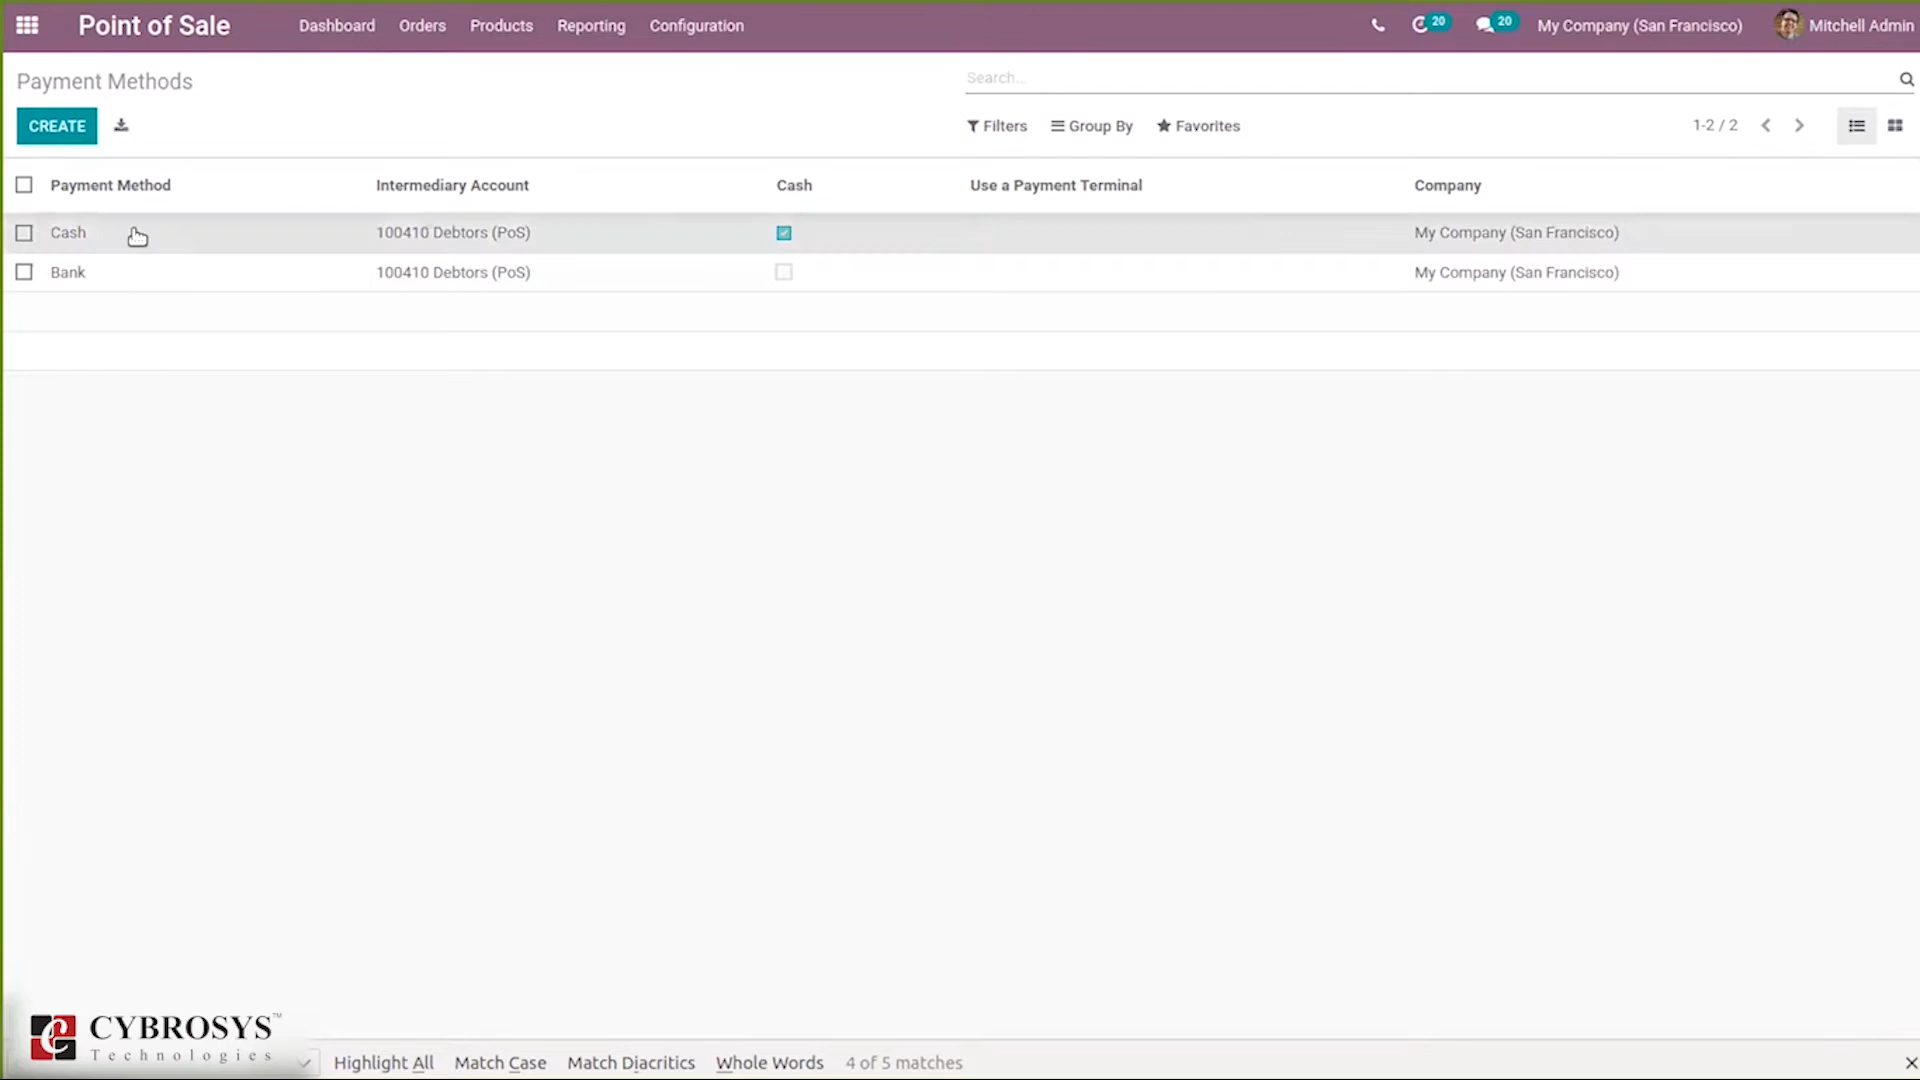 Point of Sale Dashboard Orders Products Reporting Configuration 20 20 My Company (San Francisco) Mitchell Admin
Payment Methods Search...
CREATE Filters Group By Favorites 1-2 / 2
Payment Method Intermediary Account Cash Use a Payment Terminal Company
Cash 100410 Debtors (PoS) My Company (San Francisco)
Bank 100410 Debtors (PoS) My Company (San Francisco)
CYBROSYS™
Technologies
Highlight All Match Case Match Diacritics Whole Words 4 of 5 matches